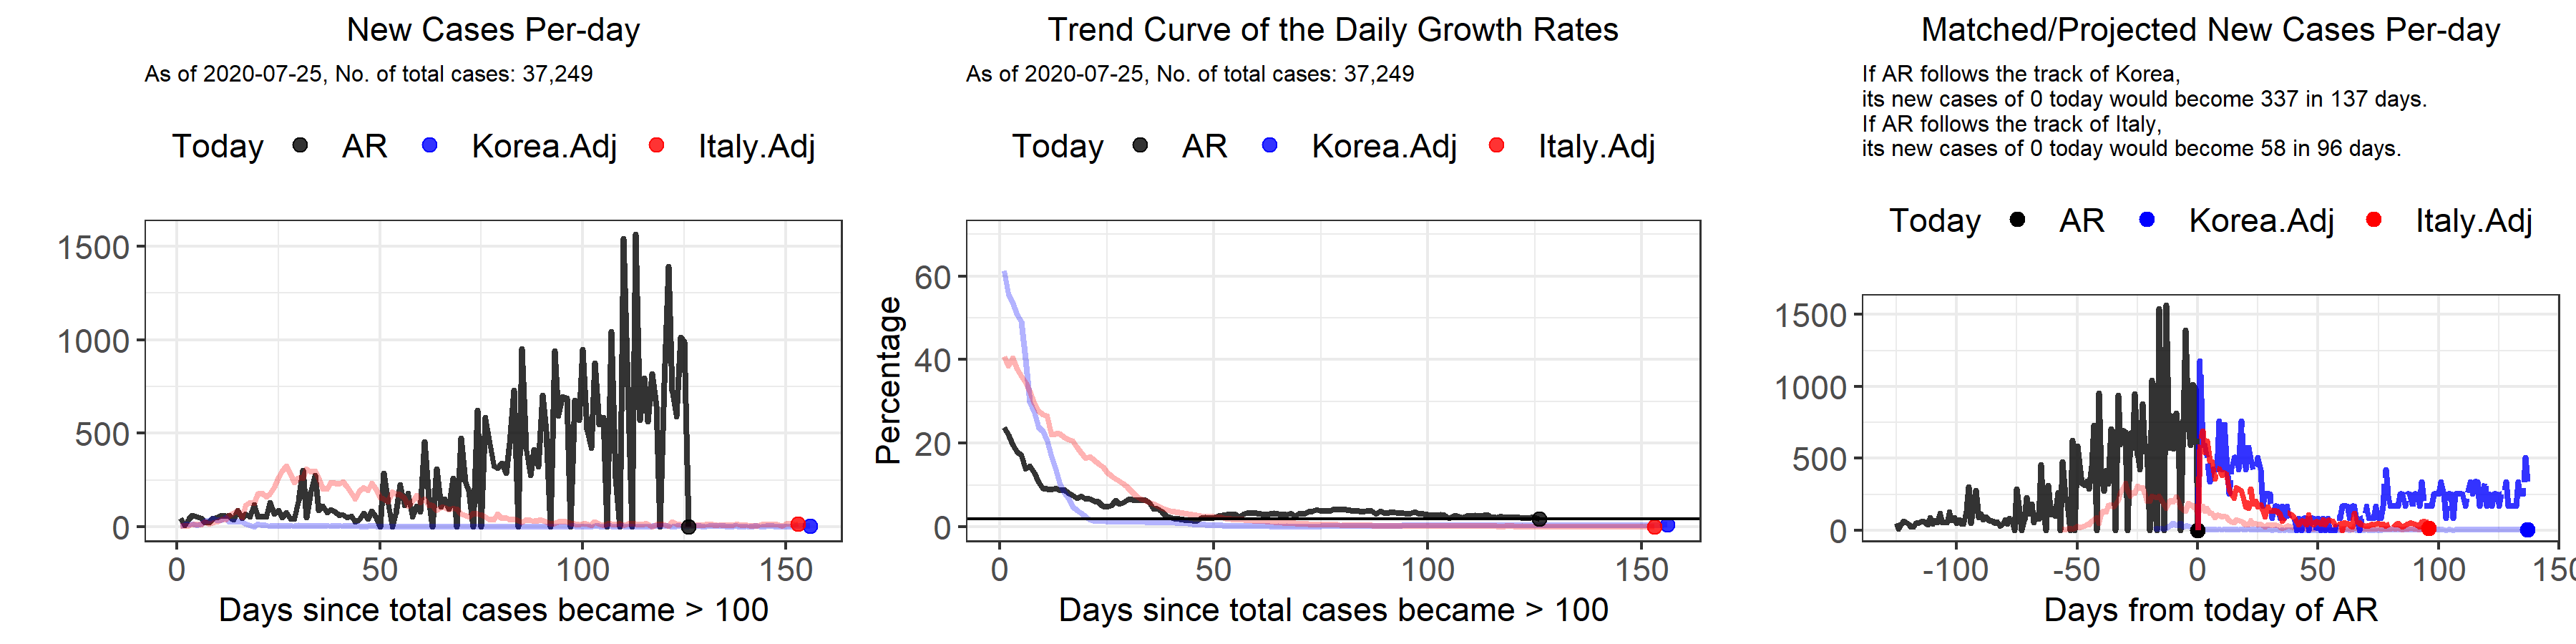 New Cases Per-day
As of 2020-07-25, No. of total cases: 37,249
Today AR Korea.Adj Italy.Adj
1500
1000
500
0
0 50 100 150
Days since total cases became > 100
Trend Curve of the Daily Growth Rates
As of 2020-07-25, No. of total cases: 37,249
Today AR Korea.Adj Italy.Adj
Percentage
60
40
20
0
0 50 100 150
Days since total cases became > 100
Matched/Projected New Cases Per-day
If AR follows the track of Korea,
its new cases of 0 today would become 337 in 137 days.
If AR follows the track of Italy,
its new cases of 0 today would become 58 in 96 days.
Today AR Korea.Adj Italy.Adj
1500
1000
500
0
-100 -50 0 50 100 150
Days from today of AR